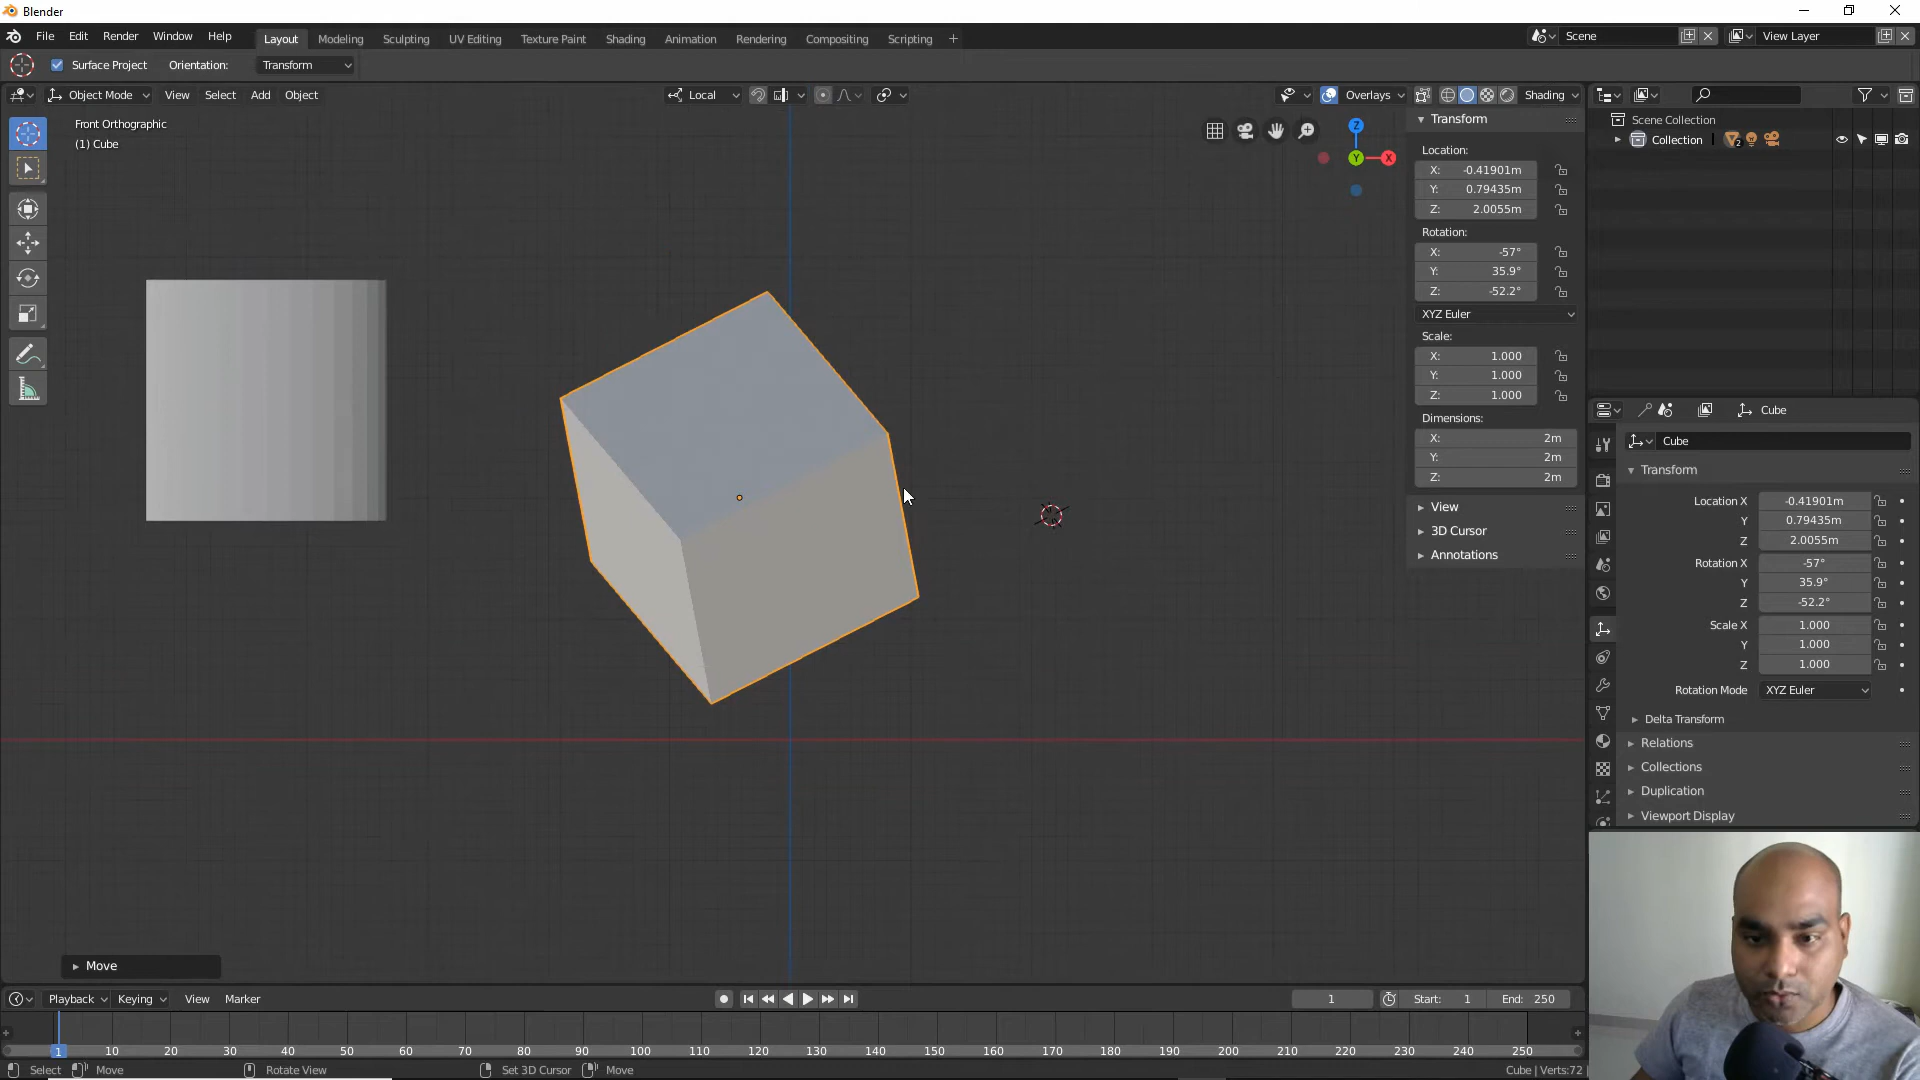 Blender
File Edit Render Window Help
Layout Modeling Sculpting UV Editing Texture Paint Shading Animation Rendering Compositing Scripting +
Scene
View Layer
Surface Project Orientation: Transform
Object Mode View Select Add Object
Local
Overlays
Shading
Front Orthographic
(1) Cube
Z
Y
X
Transform
Location:
X: -0.41901m
Y: 0.79435m
Z: 2.0055m
Rotation:
X: -57°
Y: 35.9°
Z: -52.2°
XYZ Euler
Scale:
X: 1.000
Y: 1.000
Z: 1.000
Dimensions:
X: 2m
Y: 2m
Z: 2m
View
3D Cursor
Annotations
Scene Collection
Collection 2
Cube
Cube
Transform
Location X -0.41901m
Y 0.79435m
Z 2.0055m
Rotation X -57°
Y 35.9°
Z -52.2°
Scale X 1.000
Y 1.000
Z 1.000
Rotation Mode XYZ Euler
Delta Transform
Relations
Collections
Duplication
Viewport Display
Move
Playback Keying View Marker
1
Start: 1
End: 250
1 10 20 30 40 50 60 70 80 90 100 110 120 130 140 150 160 170 180 190 200 210 220 230 240 250
Select Move Rotate View Set 3D Cursor Move
Cube | Verts:72